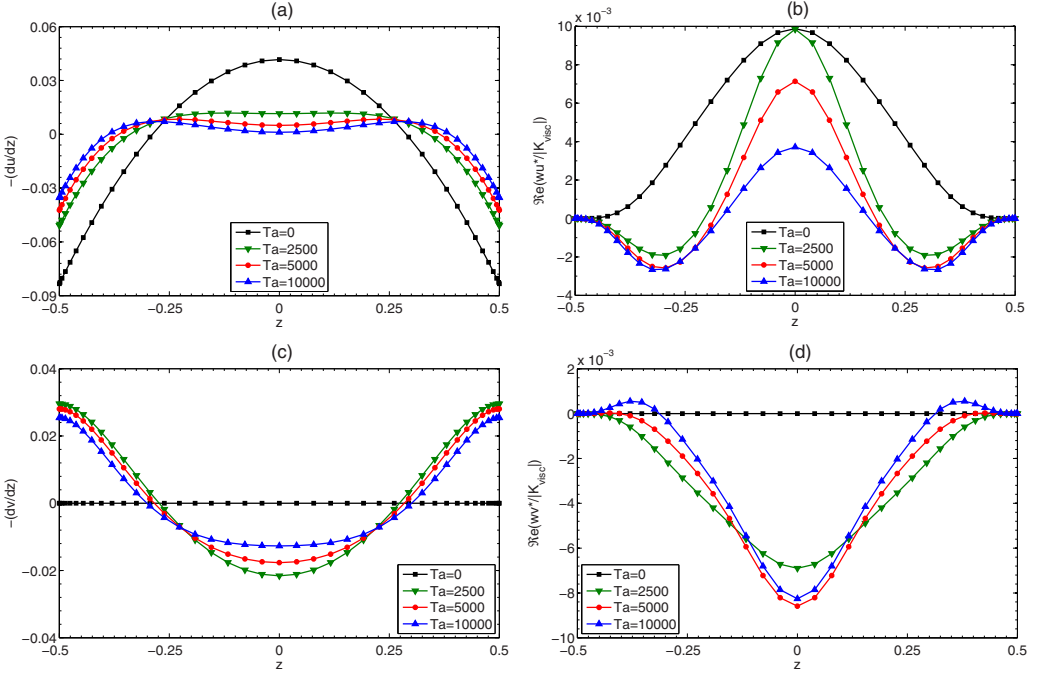 (a)
0.06
0.03
0
−0.03
−0.06
−0.09
−(du/dz)
Ta=0
Ta=2500
Ta=5000
Ta=10000
−0.5 −0.25 0 0.25 0.5
z
(b)
x 10⁻³
10
8
6
4
2
0
−2
−4
ℜe(wu*/|K_visc|)
Ta=0
Ta=2500
Ta=5000
Ta=10000
−0.5 −0.25 0 0.25 0.5
z
(c)
0.04
0.02
0
−0.02
−0.04
−(dv/dz)
Ta=0
Ta=2500
Ta=5000
Ta=10000
−0.5 −0.25 0 0.25 0.5
z
(d)
x 10⁻³
2
0
−2
−4
−6
−8
−10
ℜe(wv*/|K_visc|)
Ta=0
Ta=2500
Ta=5000
Ta=10000
−0.5 −0.25 0 0.25 0.5
z